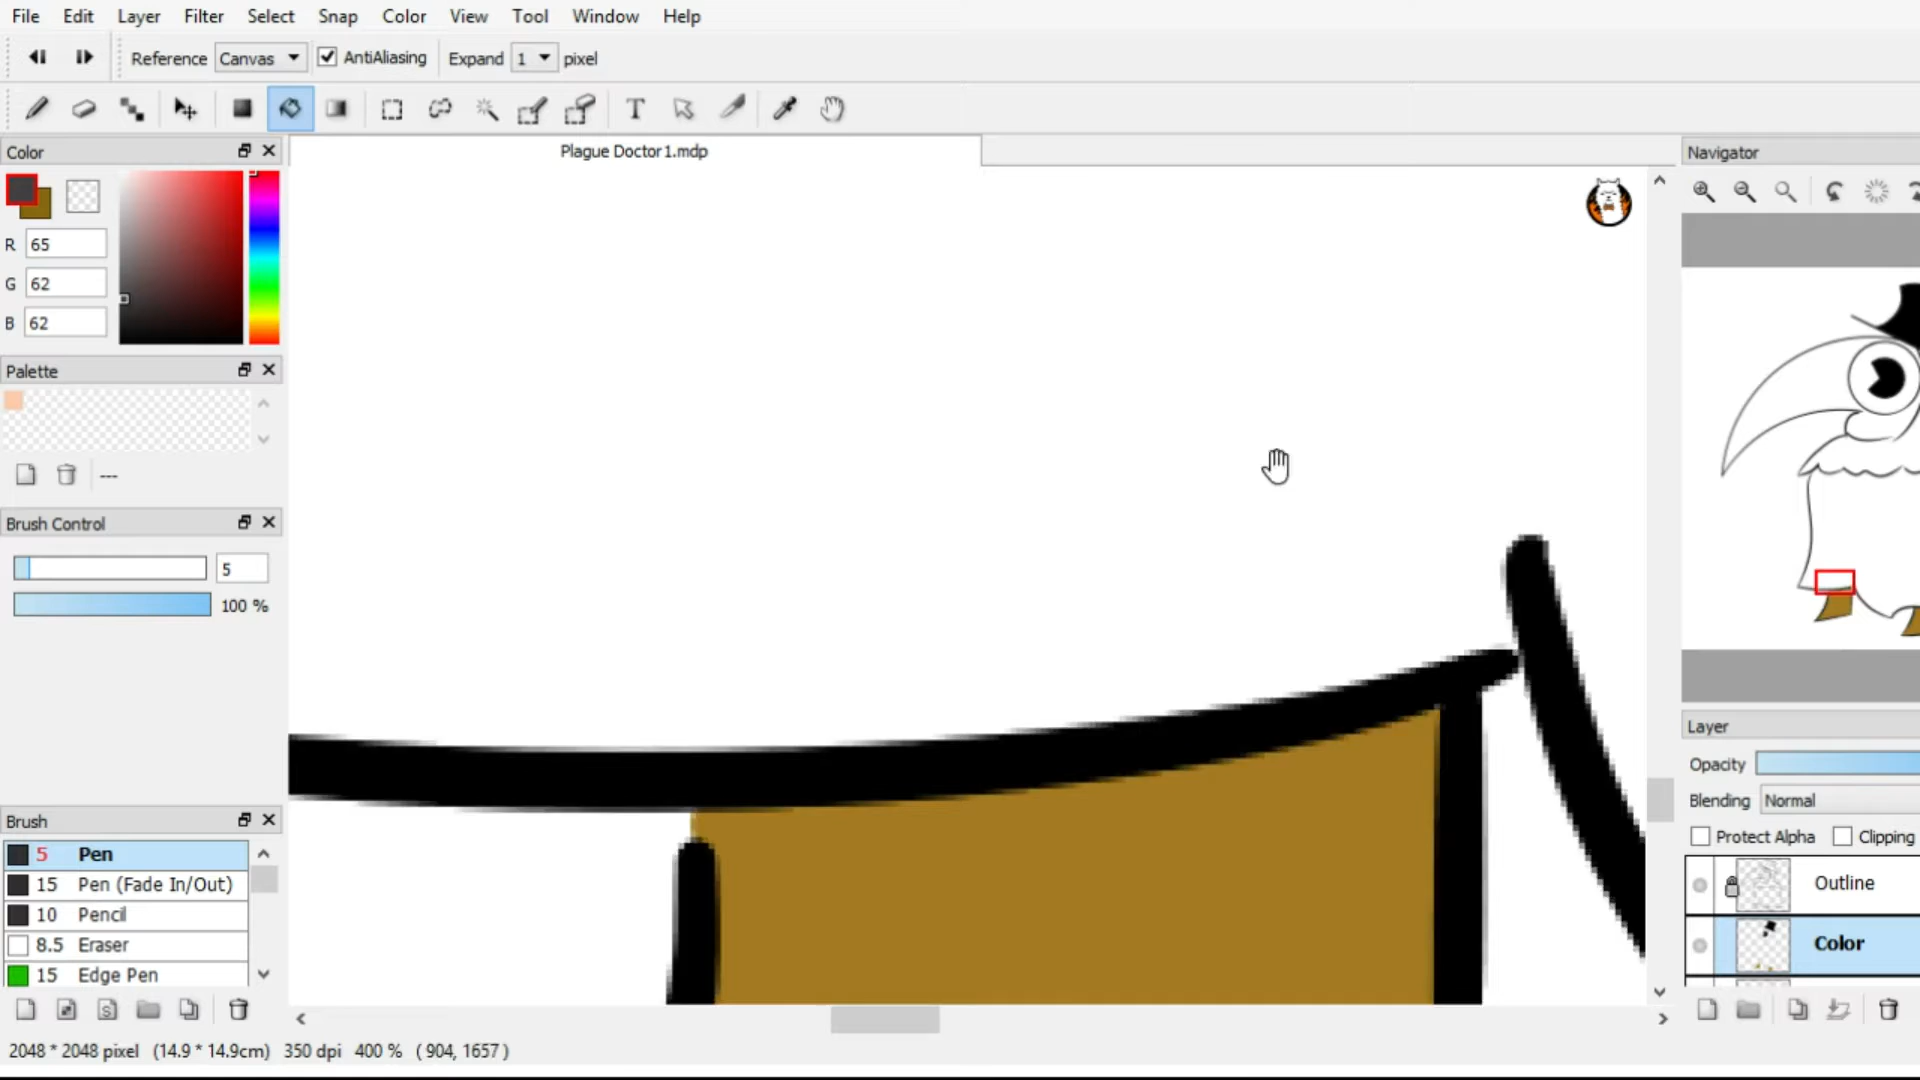 File Edit Layer Filter Select Snap Color View Tool Window Help
Reference Canvas AntiAliasing Expand 1 pixel
T
Color
Plague Doctor1.mdp
Navigator
R 65
G 62
B 62
Palette
---
Brush Control
5
100 %
Layer
Opacity
Blending Normal
Protect Alpha Clipping
Brush
5 Pen
15 Pen (Fade In/Out)
10 Pencil
8.5 Eraser
15 Edge Pen
Outline
Color
2048 * 2048 pixel (14.9 * 14.9cm) 350 dpi 400 % ( 904, 1657 )